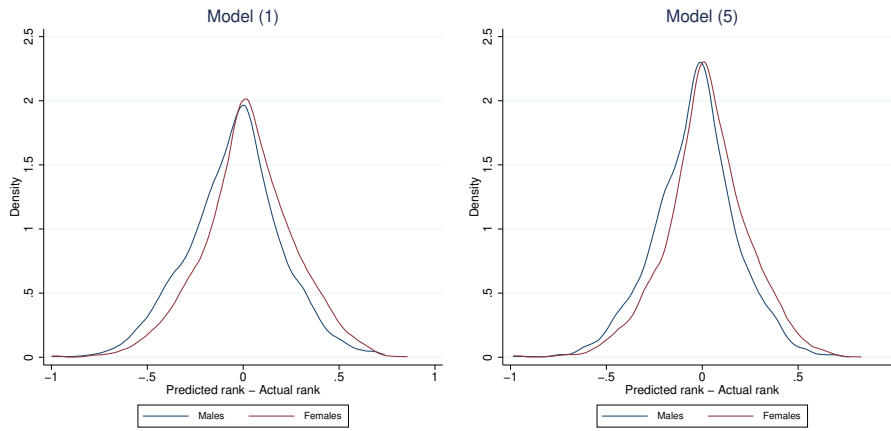 Model (1)
2.5
2
1.5
1
.5
0
Density
−1
−.5
0
.5
1
Predicted rank − Actual rank
Males
Females
Model (5)
2.5
2
1.5
1
.5
0
Density
−1
−.5
0
.5
Predicted rank − Actual rank
Males
Females